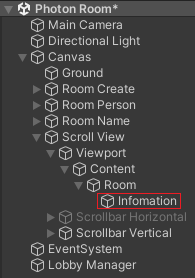 Photon Room*
Main Camera
Directional Light
Canvas
Ground
Room Create
Room Person
Room Name
Scroll View
Viewport
Content
Room
Infomation
Scrollbar Horizontal
Scrollbar Vertical
EventSystem
Lobby Manager